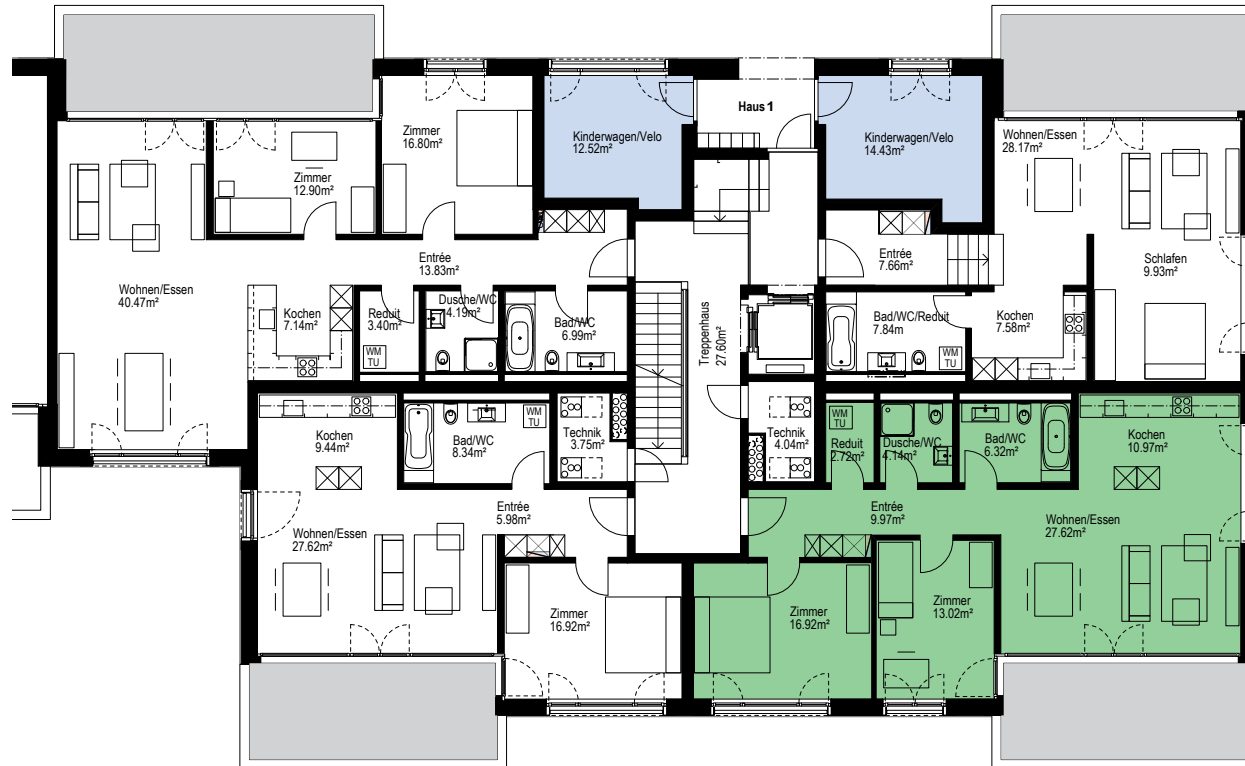 Haus 1
Kinderwagen/Velo
12.52m²
Kinderwagen/Velo
14.43m²
Zimmer
16.80m²
Zimmer
12.90m²
Wohnen/Essen
28.17m²
Entrée
13.83m²
Entrée
7.66m²
Schlafen
9.93m²
Wohnen/Essen
40.47m²
Kochen
7.14m²
Reduit
3.40m²
WM
TU
Dusche/WC
4.19m²
Bad/WC
6.99m²
Treppenhaus
27.60m²
Bad/WC/Reduit
7.84m
WM
TU
Kochen
7.58m²
Kochen
9.44m²
Bad/WC
8.34m²
WM
TU
Technik
3.75m²
Technik
4.04m²
WM
TU
Reduit
2.72m²
Dusche/WC
4.14m²
Bad/WC
6.32m²
Kochen
10.97m²
Wohnen/Essen
27.62m²
Entrée
5.98m²
Entrée
9.97m²
Wohnen/Essen
27.62m²
Zimmer
16.92m²
Zimmer
16.92m²
Zimmer
13.02m²